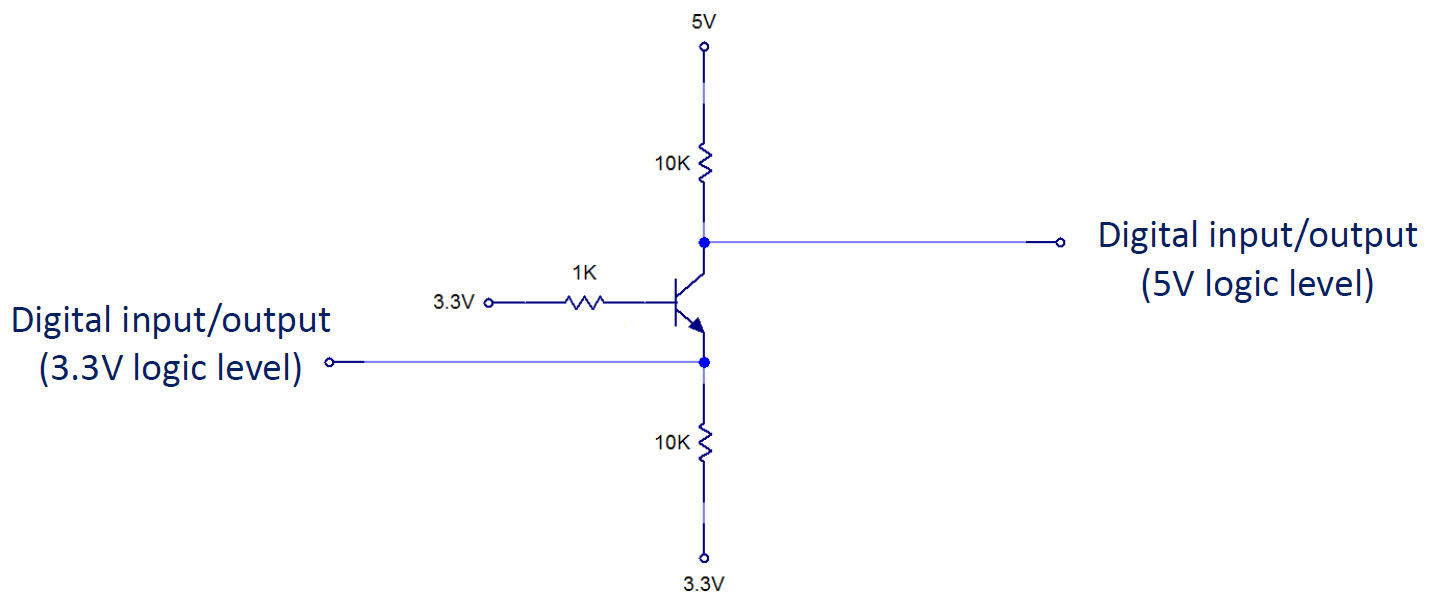 5V
10K
Digital input/output
(5V logic level)
1K
3.3V
Digital input/output
(3.3V logic level)
10K
3.3V